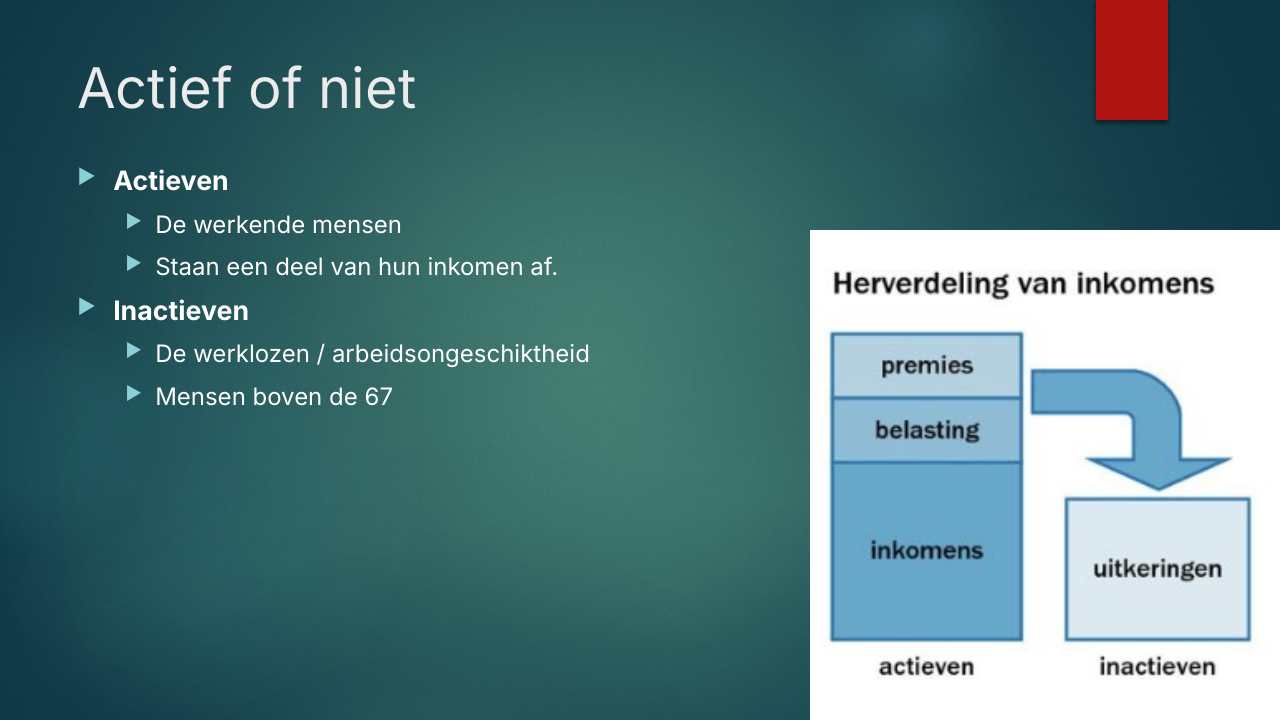 Actief of niet
Actieven
De werkende mensen
Staan een deel van hun inkomen af.
Inactieven
De werklozen / arbeidsongeschiktheid
Mensen boven de 67
Herverdeling van inkomens
premies
belasting
inkomens
uitkeringen
actieven
inactieven